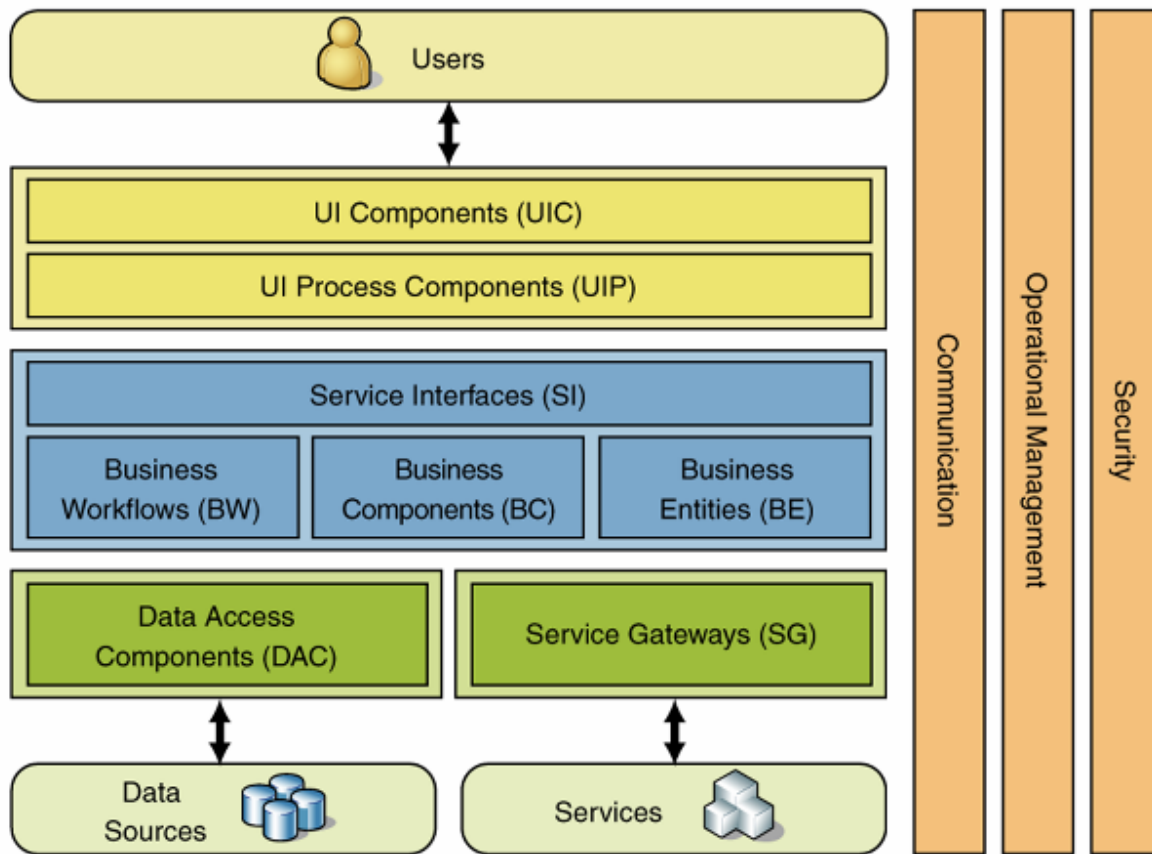 Users
UI Components (UIC)
UI Process Components (UIP)
Service Interfaces (SI)
Business
Workflows (BW)
Business
Components (BC)
Business
Entities (BE)
Data Access
Components (DAC)
Service Gateways (SG)
Data
Sources
Services
Communication
Operational Management
Security